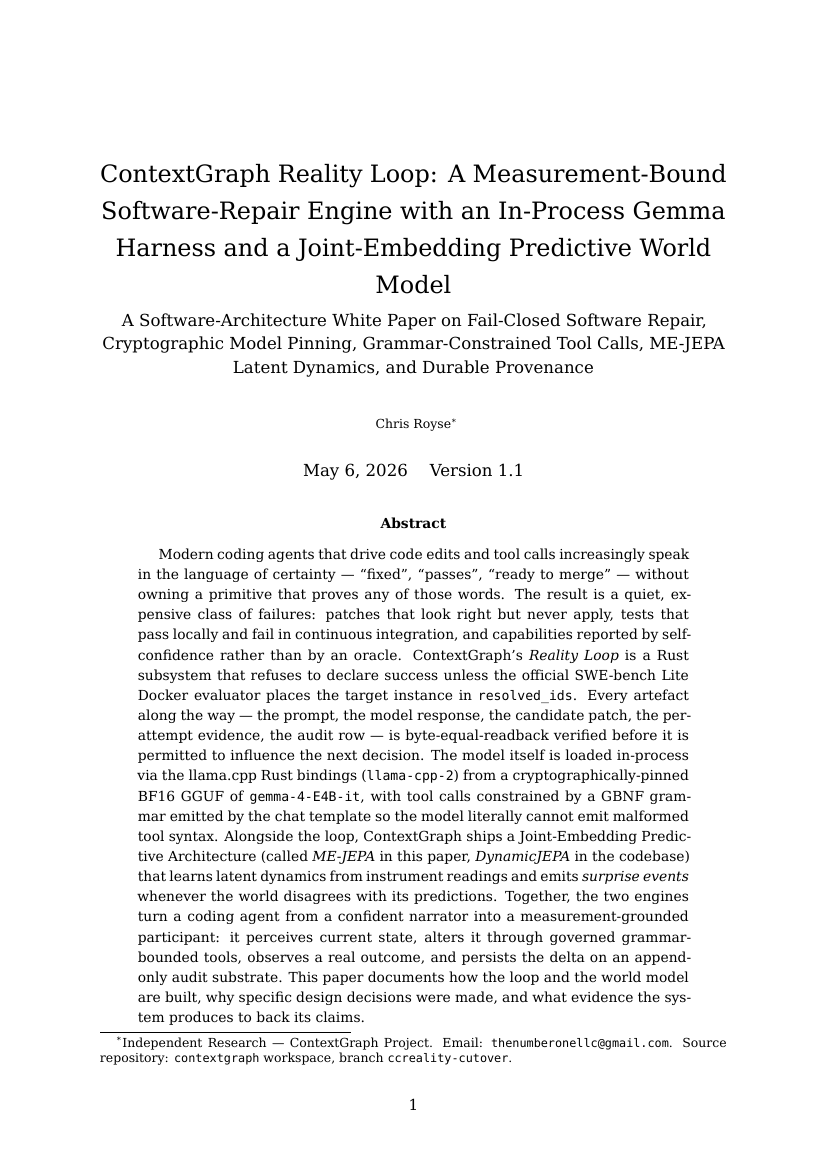 ContextGraph Reality Loop: A Measurement-Bound
Software-Repair Engine with an In-Process Gemma
Harness and a Joint-Embedding Predictive World
Model
A Software-Architecture White Paper on Fail-Closed Software Repair,
Cryptographic Model Pinning, Grammar-Constrained Tool Calls, ME-JEPA
Latent Dynamics, and Durable Provenance
Chris Royse*
May 6, 2026 Version 1.1
Abstract
Modern coding agents that drive code edits and tool calls increasingly speak
in the language of certainty — “fixed”, “passes”, “ready to merge” — without
owning a primitive that proves any of those words. The result is a quiet, ex-
pensive class of failures: patches that look right but never apply, tests that
pass locally and fail in continuous integration, and capabilities reported by self-
confidence rather than by an oracle. ContextGraph’s Reality Loop is a Rust
subsystem that refuses to declare success unless the official SWE-bench Lite
Docker evaluator places the target instance in resolved_ids. Every artefact
along the way — the prompt, the model response, the candidate patch, the per-
attempt evidence, the audit row — is byte-equal-readback verified before it is
permitted to influence the next decision. The model itself is loaded in-process
via the llama.cpp Rust bindings (llama-cpp-2) from a cryptographically-pinned
BF16 GGUF of gemma-4-E4B-it, with tool calls constrained by a GBNF gram-
mar emitted by the chat template so the model literally cannot emit malformed
tool syntax. Alongside the loop, ContextGraph ships a Joint-Embedding Predic-
tive Architecture (called ME-JEPA in this paper, DynamicJEPA in the codebase)
that learns latent dynamics from instrument readings and emits surprise events
whenever the world disagrees with its predictions. Together, the two engines
turn a coding agent from a confident narrator into a measurement-grounded
participant: it perceives current state, alters it through governed grammar-
bounded tools, observes a real outcome, and persists the delta on an append-
only audit substrate. This paper documents how the loop and the world model
are built, why specific design decisions were made, and what evidence the sys-
tem produces to back its claims.
*Independent Research — ContextGraph Project. Email: thenumberonellc@gmail.com. Source
repository: contextgraph workspace, branch ccreality-cutover.
1